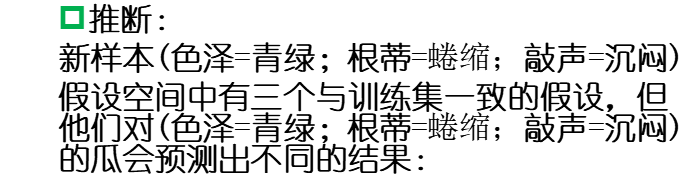 推断:
新样本(色泽=青绿；根蒂=蜷缩；敲声=沉闷)
假设空间中有三个与训练集一致的假设，但
他们对(色泽=青绿；根蒂=蜷缩；敲声=沉闷)
的瓜会预测出不同的结果: